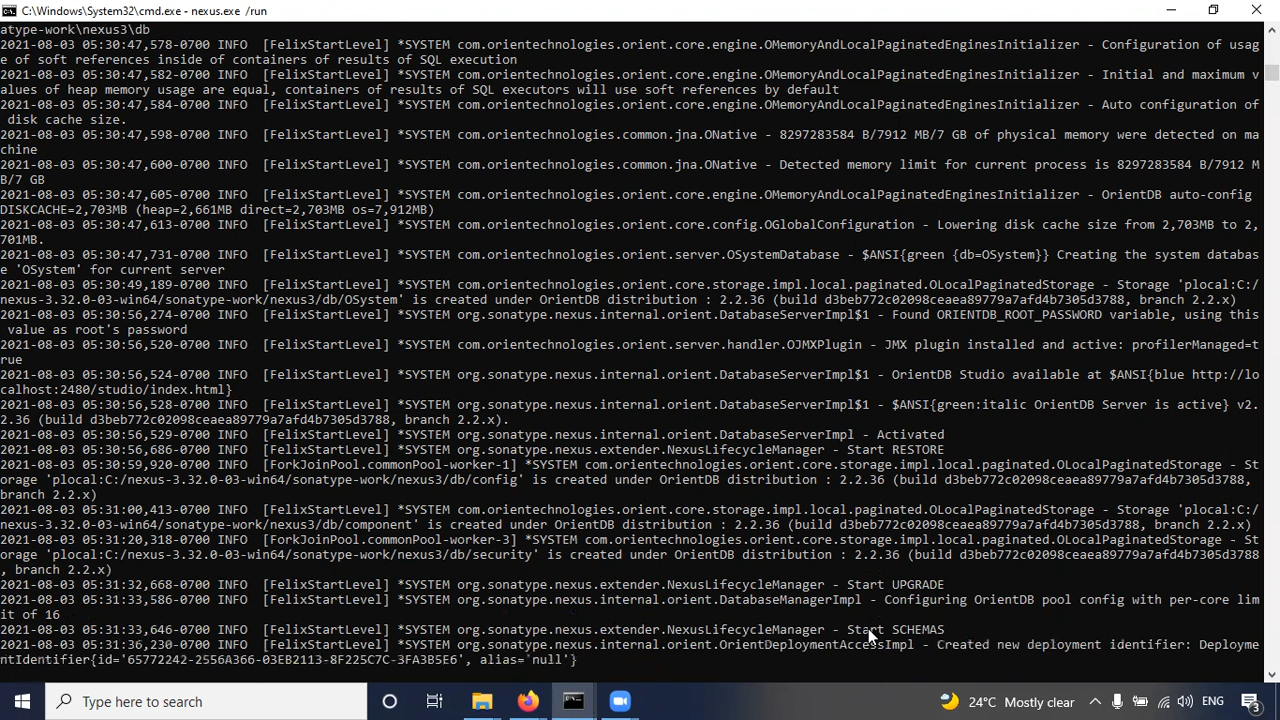 C:\Windows\System32\cmd.exe - nexus.exe /run
atype-work\nexus3\db
2021-08-03 05:30:47,578-0700 INFO  [FelixStartLevel] *SYSTEM com.orientechnologies.orient.core.engine.OMemoryAndLocalPaginatedEnginesInitializer - Configuration of usag
e of soft references inside of containers of results of SQL execution
2021-08-03 05:30:47,582-0700 INFO  [FelixStartLevel] *SYSTEM com.orientechnologies.orient.core.engine.OMemoryAndLocalPaginatedEnginesInitializer - Initial and maximum v
alues of heap memory usage are equal, containers of results of SQL executors will use soft references by default
2021-08-03 05:30:47,584-0700 INFO  [FelixStartLevel] *SYSTEM com.orientechnologies.orient.core.engine.OMemoryAndLocalPaginatedEnginesInitializer - Auto configuration of
 disk cache size.
2021-08-03 05:30:47,598-0700 INFO  [FelixStartLevel] *SYSTEM com.orientechnologies.common.jna.ONative - 8297283584 B/7912 MB/7 GB of physical memory were detected on ma
chine
2021-08-03 05:30:47,600-0700 INFO  [FelixStartLevel] *SYSTEM com.orientechnologies.common.jna.ONative - Detected memory limit for current process is 8297283584 B/7912 M
B/7 GB
2021-08-03 05:30:47,605-0700 INFO  [FelixStartLevel] *SYSTEM com.orientechnologies.orient.core.engine.OMemoryAndLocalPaginatedEnginesInitializer - OrientDB auto-config
DISKCACHE=2,703MB (heap=2,661MB direct=2,703MB os=7,912MB)
2021-08-03 05:30:47,613-0700 INFO  [FelixStartLevel] *SYSTEM com.orientechnologies.orient.core.config.OGlobalConfiguration - Lowering disk cache size from 2,703MB to 2,
701MB.
2021-08-03 05:30:47,731-0700 INFO  [FelixStartLevel] *SYSTEM com.orientechnologies.orient.server.OSystemDatabase - $ANSI{green {db=OSystem}} Creating the system databas
e 'OSystem' for current server
2021-08-03 05:30:49,189-0700 INFO  [FelixStartLevel] *SYSTEM com.orientechnologies.orient.core.storage.impl.local.paginated.OLocalPaginatedStorage - Storage 'plocal:C:/
nexus-3.32.0-03-win64/sonatype-work/nexus3/db/OSystem' is created under OrientDB distribution : 2.2.36 (build d3beb772c02098ceaea89779a7afd4b7305d3788, branch 2.2.x)
2021-08-03 05:30:56,274-0700 INFO  [FelixStartLevel] *SYSTEM org.sonatype.nexus.internal.orient.DatabaseServerImpl$1 - Found ORIENTDB_ROOT_PASSWORD variable, using this
 value as root's password
2021-08-03 05:30:56,520-0700 INFO  [FelixStartLevel] *SYSTEM com.orientechnologies.orient.server.handler.OJMXPlugin - JMX plugin installed and active: profilerManaged=t
rue
2021-08-03 05:30:56,524-0700 INFO  [FelixStartLevel] *SYSTEM org.sonatype.nexus.internal.orient.DatabaseServerImpl$1 - OrientDB Studio available at $ANSI{blue http://lo
calhost:2480/studio/index.html}
2021-08-03 05:30:56,528-0700 INFO  [FelixStartLevel] *SYSTEM org.sonatype.nexus.internal.orient.DatabaseServerImpl$1 - $ANSI{green:italic OrientDB Server is active} v2.
2.36 (build d3beb772c02098ceaea89779a7afd4b7305d3788, branch 2.2.x).
2021-08-03 05:30:56,529-0700 INFO  [FelixStartLevel] *SYSTEM org.sonatype.nexus.internal.orient.DatabaseServerImpl - Activated
2021-08-03 05:30:56,686-0700 INFO  [FelixStartLevel] *SYSTEM org.sonatype.nexus.extender.NexusLifecycleManager - Start RESTORE
2021-08-03 05:30:59,920-0700 INFO  [ForkJoinPool.commonPool-worker-1] *SYSTEM com.orientechnologies.orient.core.storage.impl.local.paginated.OLocalPaginatedStorage - St
orage 'plocal:C:/nexus-3.32.0-03-win64/sonatype-work/nexus3/db/config' is created under OrientDB distribution : 2.2.36 (build d3beb772c02098ceaea89779a7afd4b7305d3788,
branch 2.2.x)
2021-08-03 05:31:00,413-0700 INFO  [FelixStartLevel] *SYSTEM com.orientechnologies.orient.core.storage.impl.local.paginated.OLocalPaginatedStorage - Storage 'plocal:C:/
nexus-3.32.0-03-win64/sonatype-work/nexus3/db/component' is created under OrientDB distribution : 2.2.36 (build d3beb772c02098ceaea89779a7afd4b7305d3788, branch 2.2.x)
2021-08-03 05:31:20,318-0700 INFO  [ForkJoinPool.commonPool-worker-3] *SYSTEM com.orientechnologies.orient.core.storage.impl.local.paginated.OLocalPaginatedStorage - St
orage 'plocal:C:/nexus-3.32.0-03-win64/sonatype-work/nexus3/db/security' is created under OrientDB distribution : 2.2.36 (build d3beb772c02098ceaea89779a7afd4b7305d3788
, branch 2.2.x)
2021-08-03 05:31:32,668-0700 INFO  [FelixStartLevel] *SYSTEM org.sonatype.nexus.extender.NexusLifecycleManager - Start UPGRADE
2021-08-03 05:31:33,586-0700 INFO  [FelixStartLevel] *SYSTEM org.sonatype.nexus.internal.orient.DatabaseManagerImpl - Configuring OrientDB pool config with per-core lim
it of 16
2021-08-03 05:31:33,646-0700 INFO  [FelixStartLevel] *SYSTEM org.sonatype.nexus.extender.NexusLifecycleManager - Start SCHEMAS
2021-08-03 05:31:36,230-0700 INFO  [FelixStartLevel] *SYSTEM org.sonatype.nexus.internal.orient.OrientDeploymentAccessImpl - Created new deployment identifier: Deployme
ntIdentifier{id='65772242-2556A366-03EB2113-8F225C7C-3FA3B5E6', alias='null'}
Type here to search
24°C Mostly clear
ENG
3